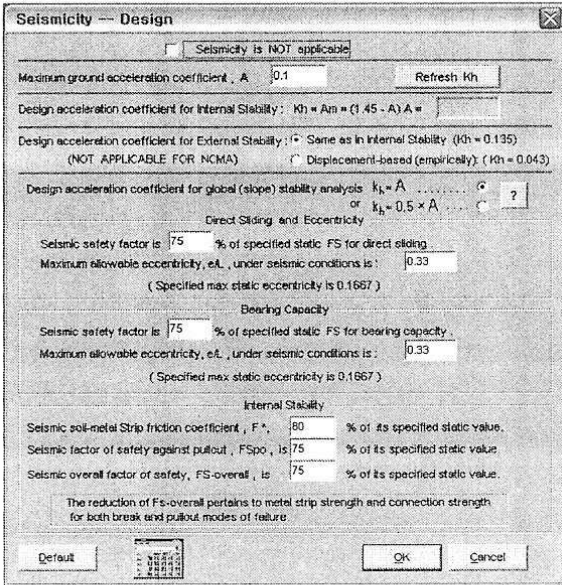 Seismicity -- Design
Seismicity is NOT applicable
Maximum ground acceleration coefficient, A 0.1 Refresh Kh
Design acceleration coefficient for Internal Stability: Kh = Am = (1.45 - A) A =
Design acceleration coefficient for External Stability: Same as in Internal Stability (Kh = 0.135)
(NOT APPLICABLE FOR NCMA) Displacement-based (empirically): (Kh = 0.043)
Design acceleration coefficient for global (slope) stability analysis kh = A ........
or kh = 0.5 × A .....
?
Direct Sliding and Eccentricity
Seismic safety factor is 75 % of specified static FS for direct sliding
Maximum allowable eccentricity, e/L, under seismic conditions is: 0.33
( Specified max static eccentricity is 0.1667 )
Bearing Capacity
Seismic safety factor is 75 % of specified static FS for bearing capacity.
Maximum allowable eccentricity, e/L, under seismic conditions is: 0.33
( Specified max static eccentricity is 0.1667 )
Internal Stability
Seismic soil-metal Strip friction coefficient, F*, 80 % of its specified static value.
Seismic factor of safety against pullout, FSpo, is 75 % of its specified static value
Seismic overall factor of safety, FS-overall, is 75 % of its specified static value.
The reduction of Fs-overall pertains to metal strip strength and connection strength
for both break and pullout modes of failure
Default OK Cancel